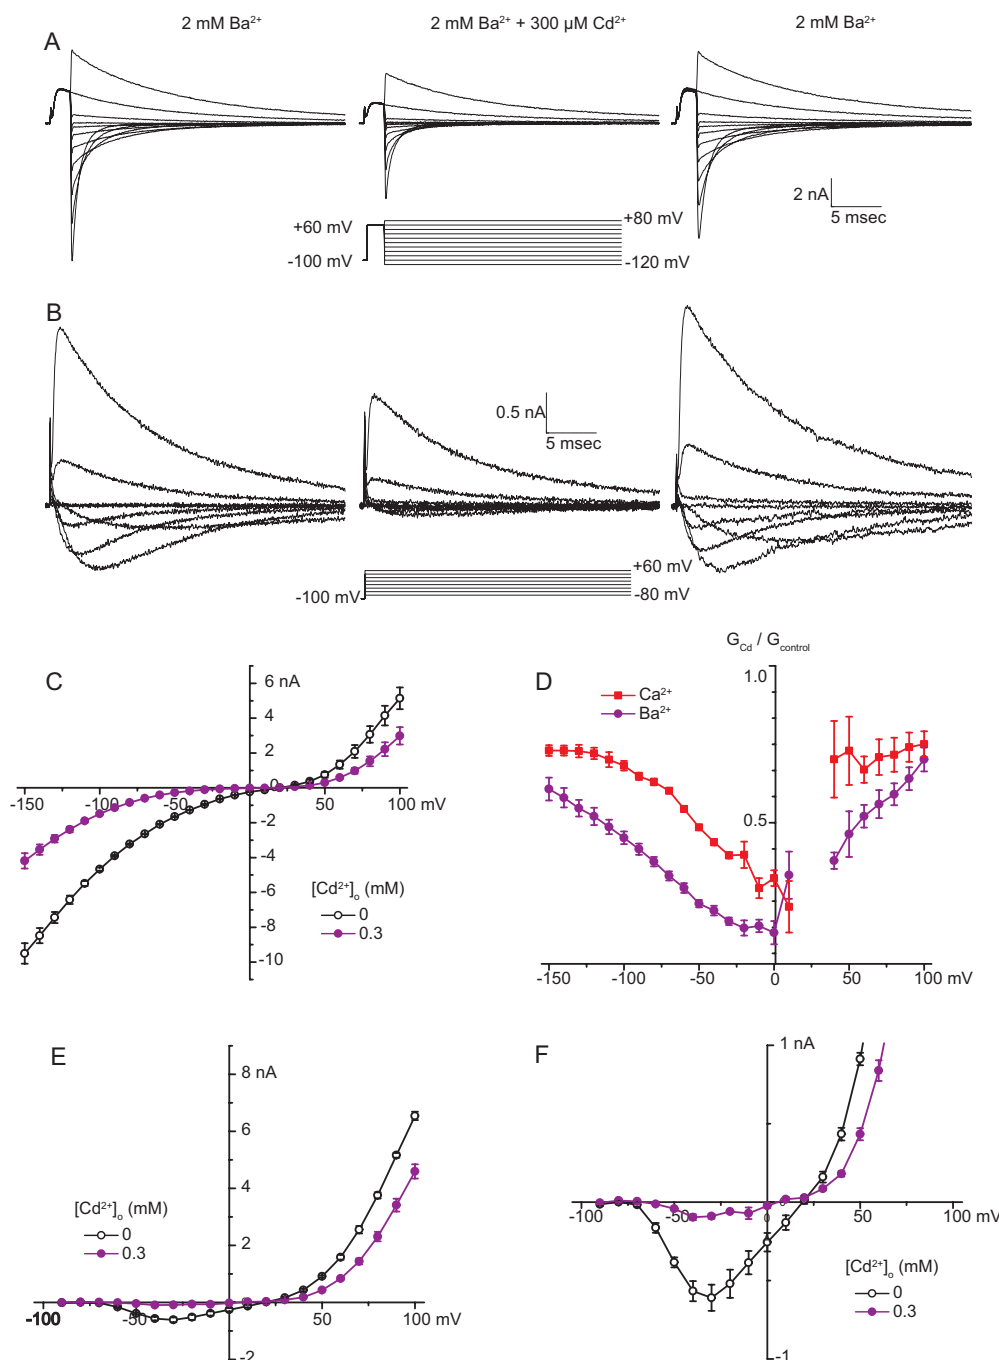 2 mM Ba²⁺ 2 mM Ba²⁺ + 300 µM Cd²⁺ 2 mM Ba²⁺
A
2 nA
5 msec
+60 mV
-100 mV
+80 mV
-120 mV
B
0.5 nA
5 msec
-100 mV
+60 mV
-80 mV
C
6 nA
4
2
0
-2
-4
-6
-8
-10
-150 -100 -50 50 100 mV
[Cd²⁺]ₒ (mM)
0
0.3
D
G_Cd / G_control
1.0
0.5
Ca²⁺
Ba²⁺
-150 -100 -50 0 50 100 mV
E
8 nA
6
4
2
-2
-100 -50 50 100 mV
[Cd²⁺]ₒ (mM)
0
0.3
F
1 nA
-1
-100 -50 0 50 100 mV
[Cd²⁺]ₒ (mM)
0
0.3